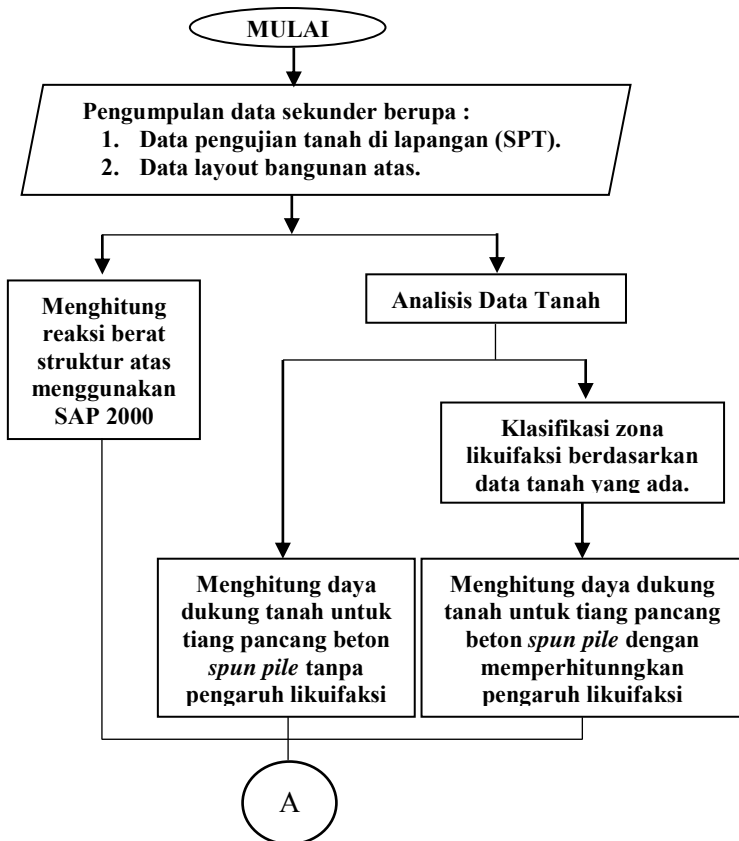 MULAI
Pengumpulan data sekunder berupa :
1. Data pengujian tanah di lapangan (SPT).
2. Data layout bangunan atas.
Menghitung
reaksi berat
struktur atas
menggunakan
SAP 2000
Analisis Data Tanah
Klasifikasi zona
likuifaksi berdasarkan
data tanah yang ada.
Menghitung daya
dukung tanah untuk
tiang pancang beton
spun pile tanpa
pengaruh likuifaksi
Menghitung daya dukung
tanah untuk tiang pancang
beton spun pile dengan
memperhitunngkan
pengaruh likuifaksi
A